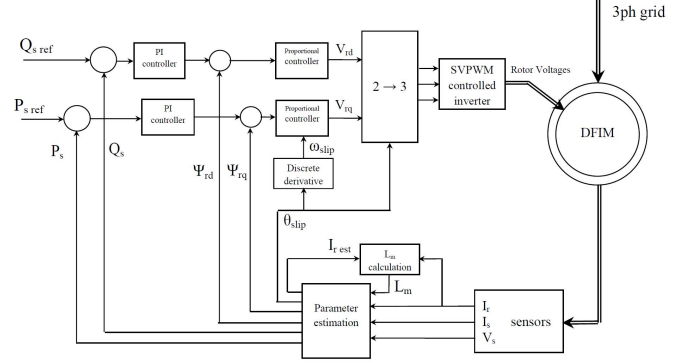 3ph grid
Qs ref
PI
controller
Proportional
controller
Vrd
2 → 3
SVPWM
controlled
inverter
Rotor Voltages
DFIM
Ps ref
PI
controller
Proportional
controller
Vrq
Ps
Qs
Ψrd
Ψrq
ωslip
Discrete
derivative
θslip
Ir est
Lm
calculation
Lm
Parameter
estimation
Ir
Is
Vs
sensors